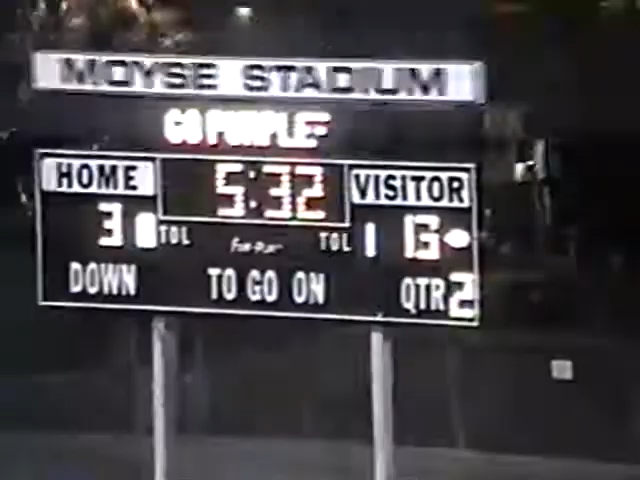 MOYSE STADIUM
GO PURPLE
HOME 5:32 VISITOR
3 TOL TOL 1 13
DOWN TO GO ON QTR 2